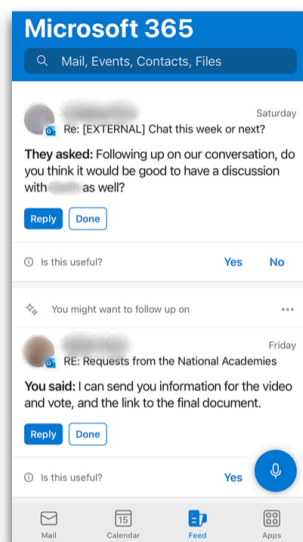 Microsoft 365
Mail, Events, Contacts, Files
Saturday
Re: [EXTERNAL] Chat this week or next?
They asked: Following up on our conversation, do
you think it would be good to have a discussion
with as well?
Reply Done
Is this useful? Yes No
You might want to follow up on
Friday
RE: Requests from the National Academies
You said: I can send you information for the video
and vote, and the link to the final document.
Reply Done
Is this useful? Yes
15
Mail Calendar Feed Apps